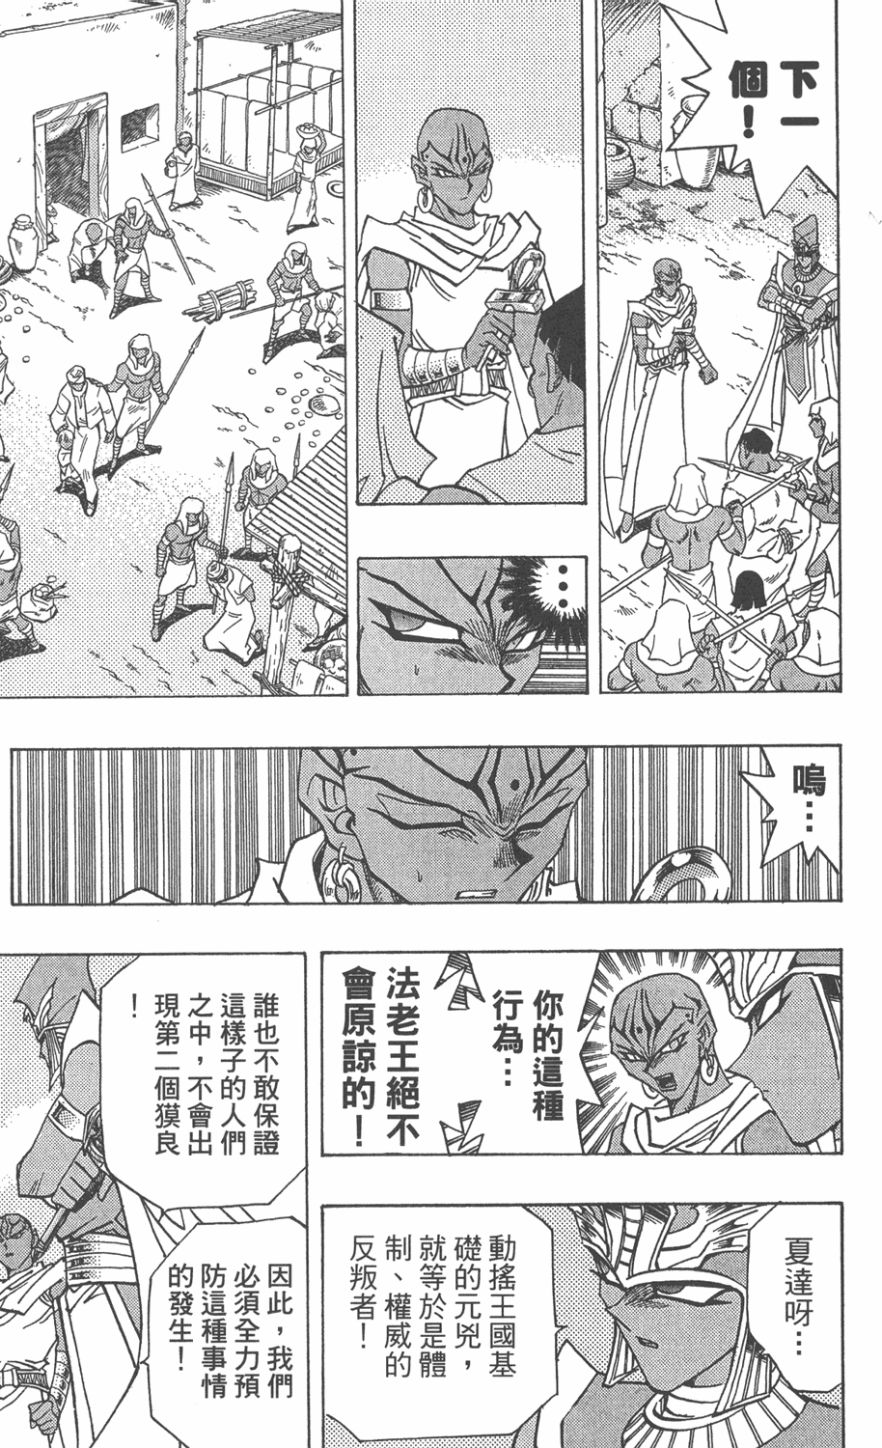 下一
個！
⋮
嗚…
你的這種
行為…
法老王絕不
會原諒的！
夏達呀…
動搖王國基
礎的元兇，
就等於是體
制、權威的
反叛者！
誰也不敢保證
這樣子的人們
之中，不會出
現第二個獏良
！
因此，我們
必須全力預
防這種事情
的發生！